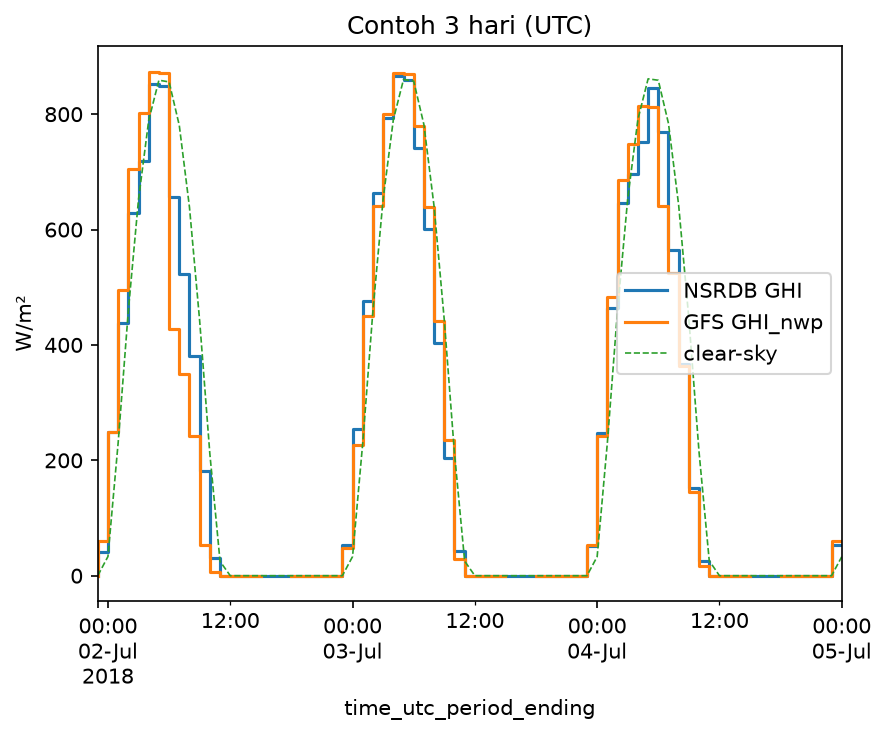 Contoh 3 hari (UTC)
W/m²
800
600
400
200
0
NSRDB GHI
GFS GHI_nwp
clear-sky
00:00
02-Jul
2018
12:00
00:00
03-Jul
12:00
00:00
04-Jul
12:00
00:00
05-Jul
time_utc_period_ending